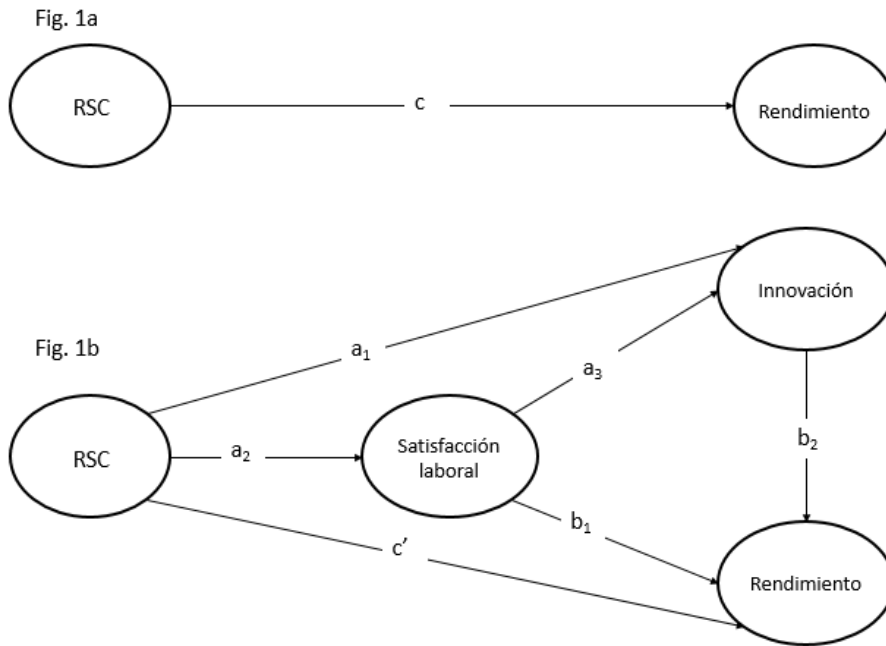 Fig. 1a
RSC
c
Rendimiento
Innovación
Fig. 1b
a₁
a₃
RSC
a₂
Satisfacción
laboral
b₂
b₁
c’
Rendimiento